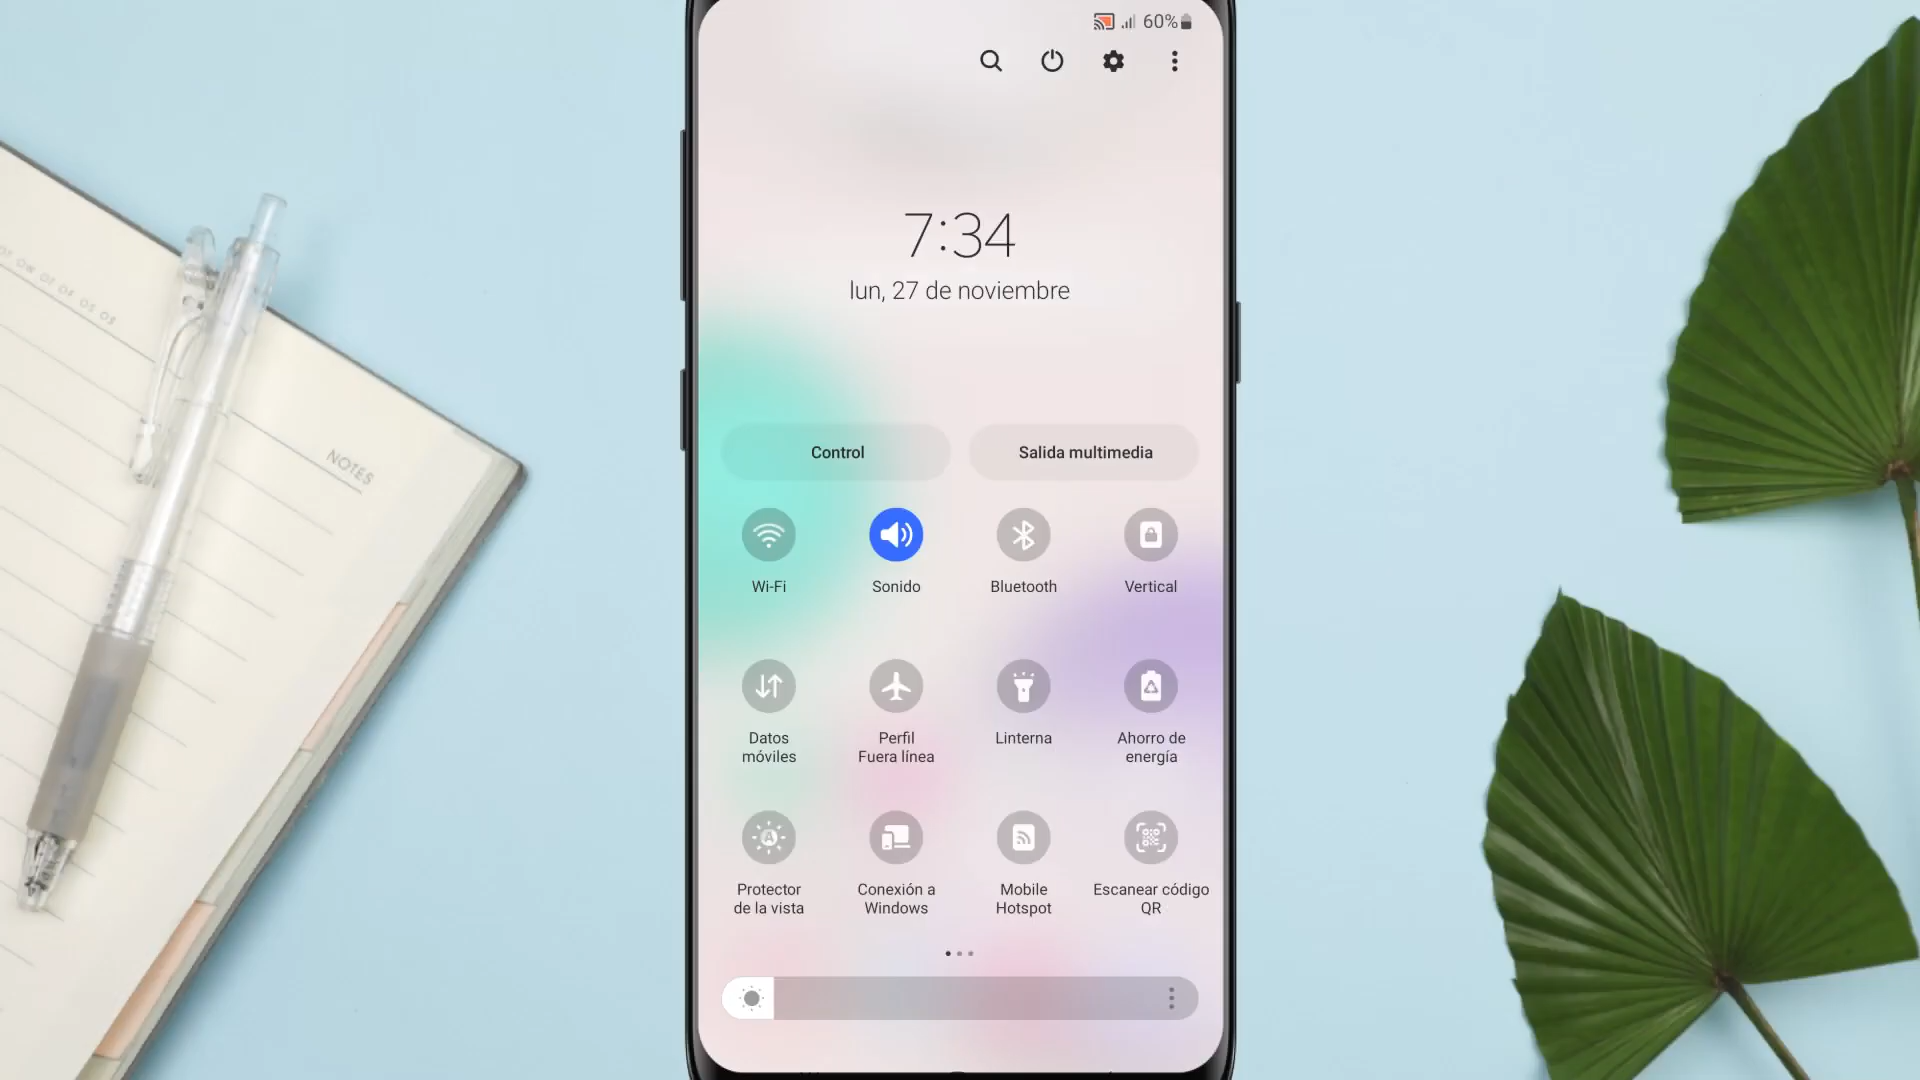 60%
7:34
lun, 27 de noviembre
Control
Salida multimedia
Wi-Fi
Sonido
Bluetooth
Vertical
Datos
móviles
Perfil
Fuera línea
Linterna
Ahorro de
energía
Protector
de la vista
Conexión a
Windows
Mobile
Hotspot
Escanear código
QR
NOTES